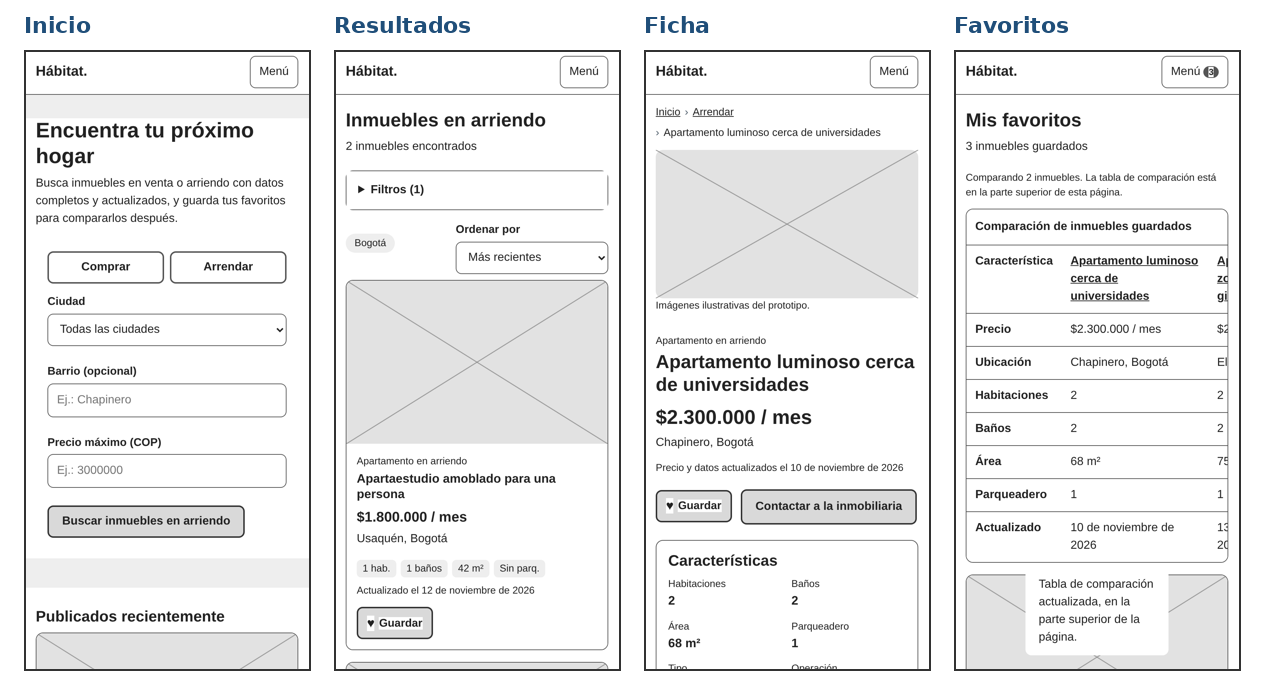 Inicio
Hábitat.
Menú
Encuentra tu próximo
hogar
Busca inmuebles en venta o arriendo con datos
completos y actualizados, y guarda tus favoritos
para compararlos después.
Comprar
Arrendar
Ciudad
Todas las ciudades
Barrio (opcional)
Ej.: Chapinero
Precio máximo (COP)
Ej.: 3000000
Buscar inmuebles en arriendo
Publicados recientemente
Resultados
Hábitat.
Menú
Inmuebles en arriendo
2 inmuebles encontrados
▶ Filtros (1)
Bogotá
Ordenar por
Más recientes
Apartamento en arriendo
Apartaestudio amoblado para una
persona
$1.800.000 / mes
Usaquén, Bogotá
1 hab.
1 baños
42 m²
Sin parq.
Actualizado el 12 de noviembre de 2026
♥ Guardar
Ficha
Hábitat.
Menú
Inicio › Arrendar
› Apartamento luminoso cerca de universidades
Imágenes ilustrativas del prototipo.
Apartamento en arriendo
Apartamento luminoso cerca
de universidades
$2.300.000 / mes
Chapinero, Bogotá
Precio y datos actualizados el 10 de noviembre de 2026
♥ Guardar
Contactar a la inmobiliaria
Características
Habitaciones
2
Baños
2
Área
68 m²
Parqueadero
1
Tipo
Operación
Favoritos
Hábitat.
Menú 3
Mis favoritos
3 inmuebles guardados
Comparando 2 inmuebles. La tabla de comparación está
en la parte superior de esta página.
Comparación de inmuebles guardados
Característica
Apartamento luminoso
cerca de
universidades
Precio $2.300.000 / mes $2
Ubicación Chapinero, Bogotá El
Habitaciones 2 2
Baños 2 2
Área 68 m² 75
Parqueadero 1 1
Actualizado 10 de noviembre de 13
2026 20
Tabla de comparación
actualizada, en la
parte superior de la
página.